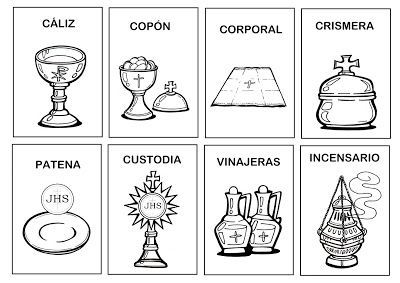 CÁLIZ
COPÓN
CORPORAL
CRISMERA
PATENA
JHS
CUSTODIA
JHS
VINAJERAS
INCENSARIO